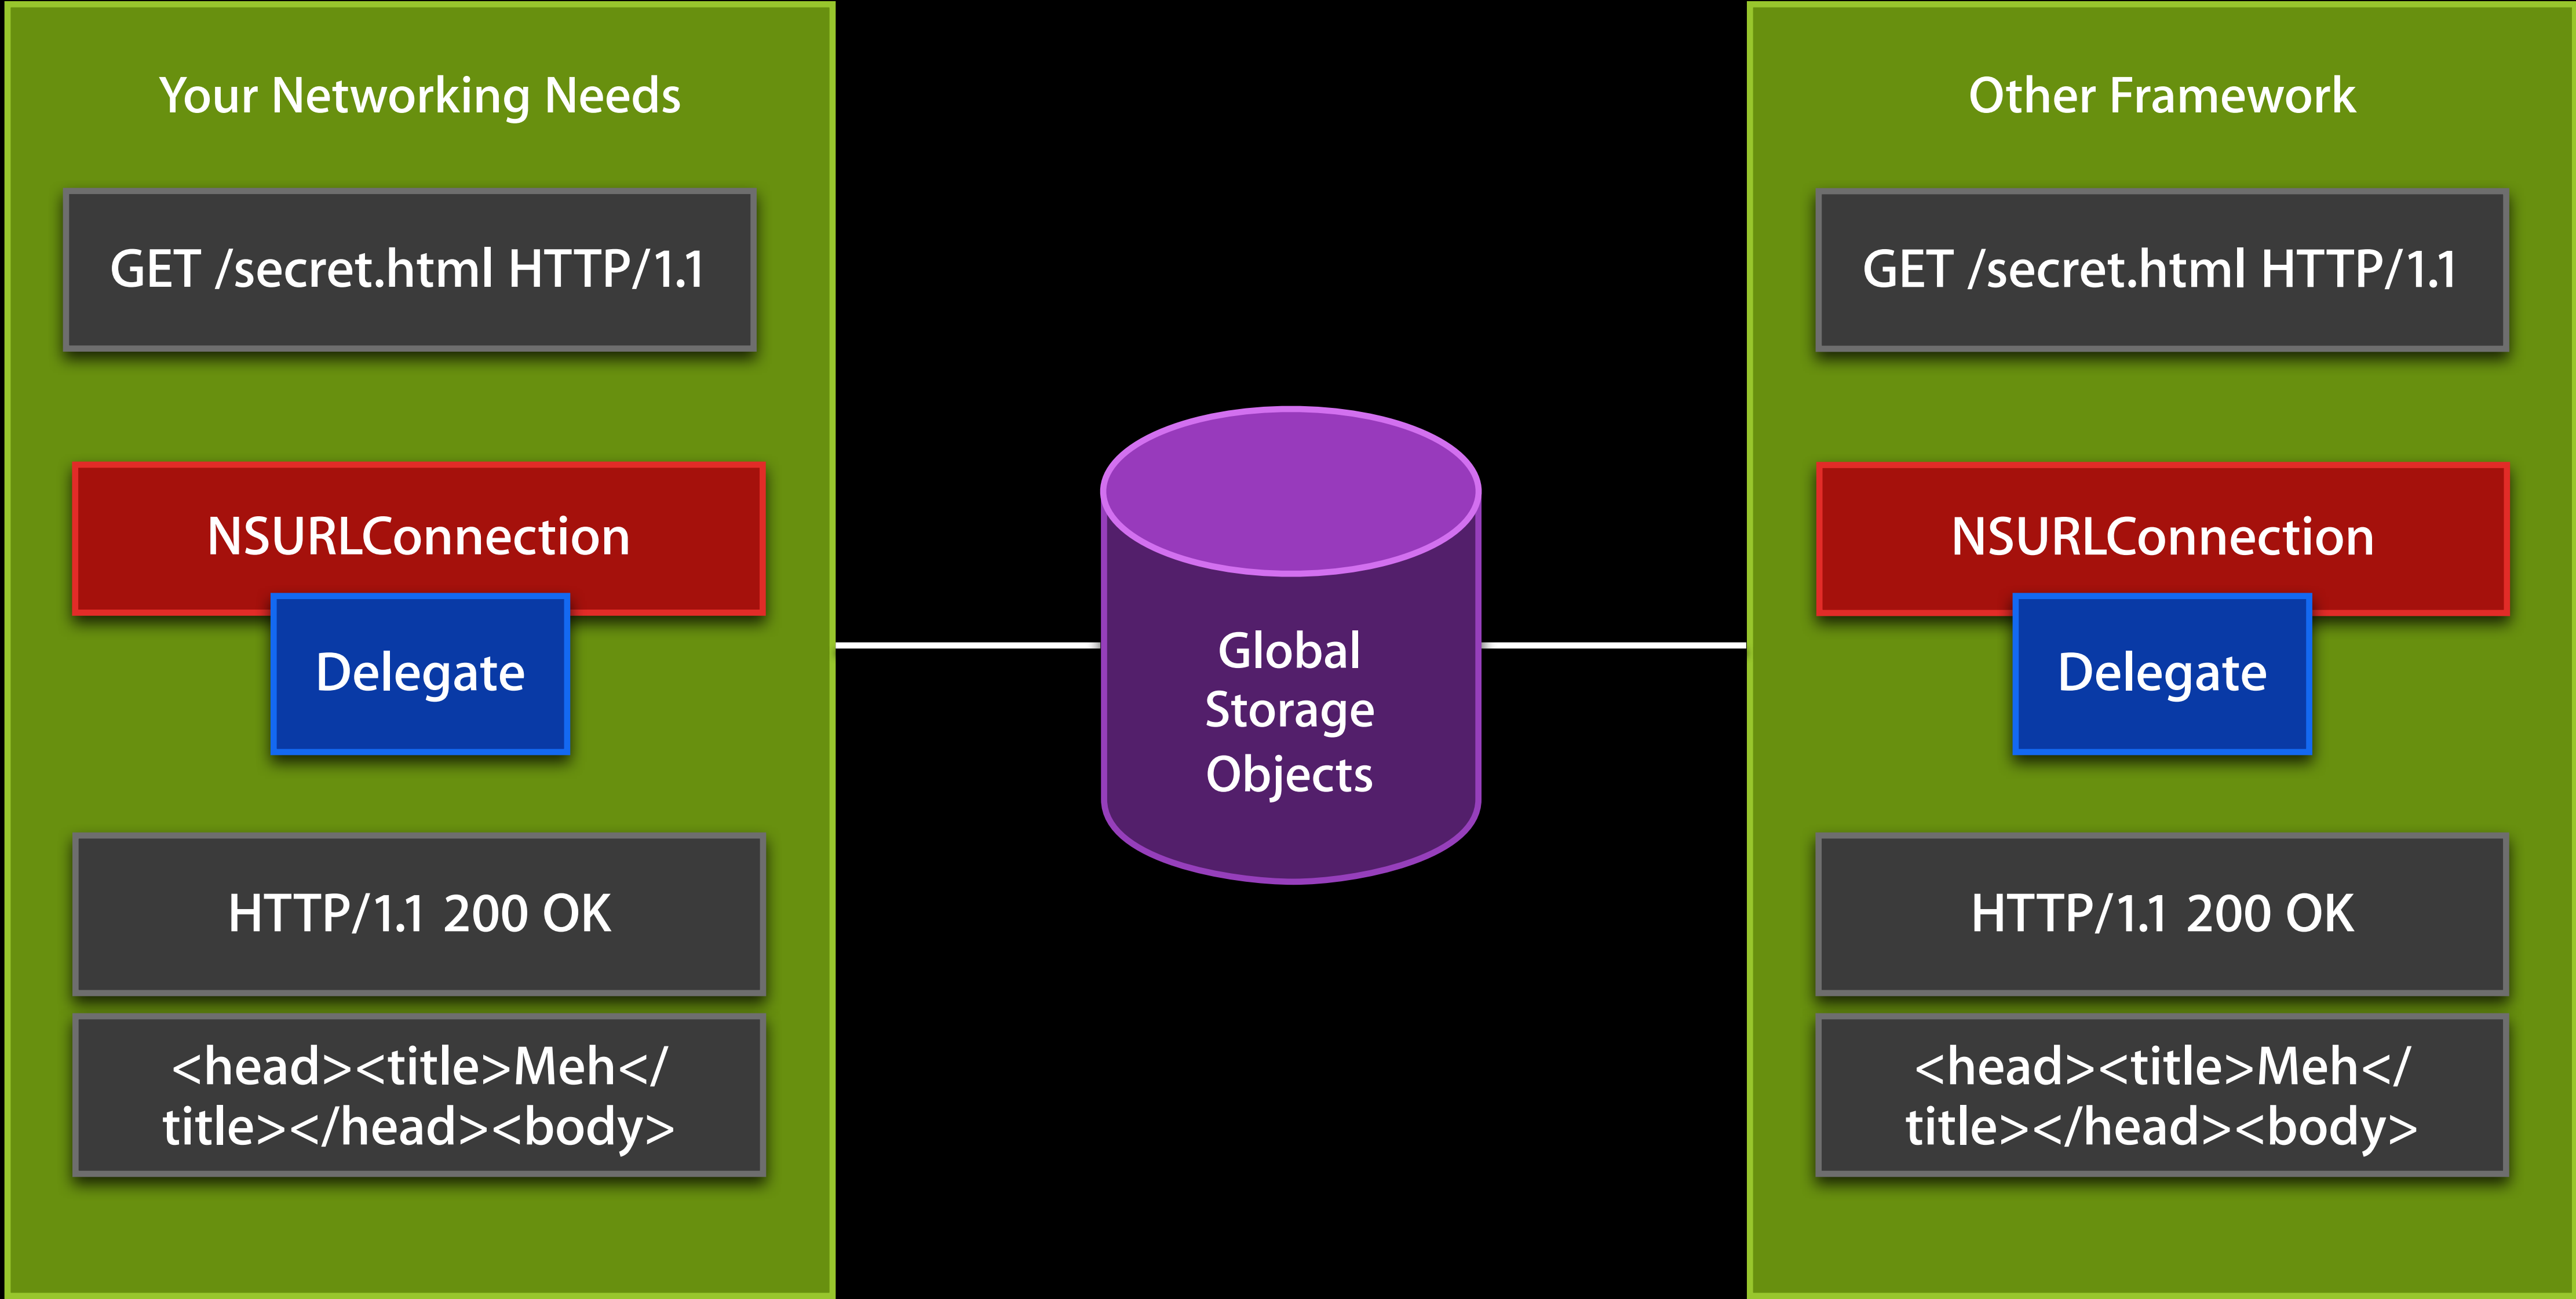 Your Networking Needs
GET /secret.html HTTP/1.1
NSURLConnection
Delegate
HTTP/1.1 200 OK
<head><title>Meh</
title></head><body>
Global
Storage
Objects
Other Framework
GET /secret.html HTTP/1.1
NSURLConnection
Delegate
HTTP/1.1 200 OK
<head><title>Meh</
title></head><body>